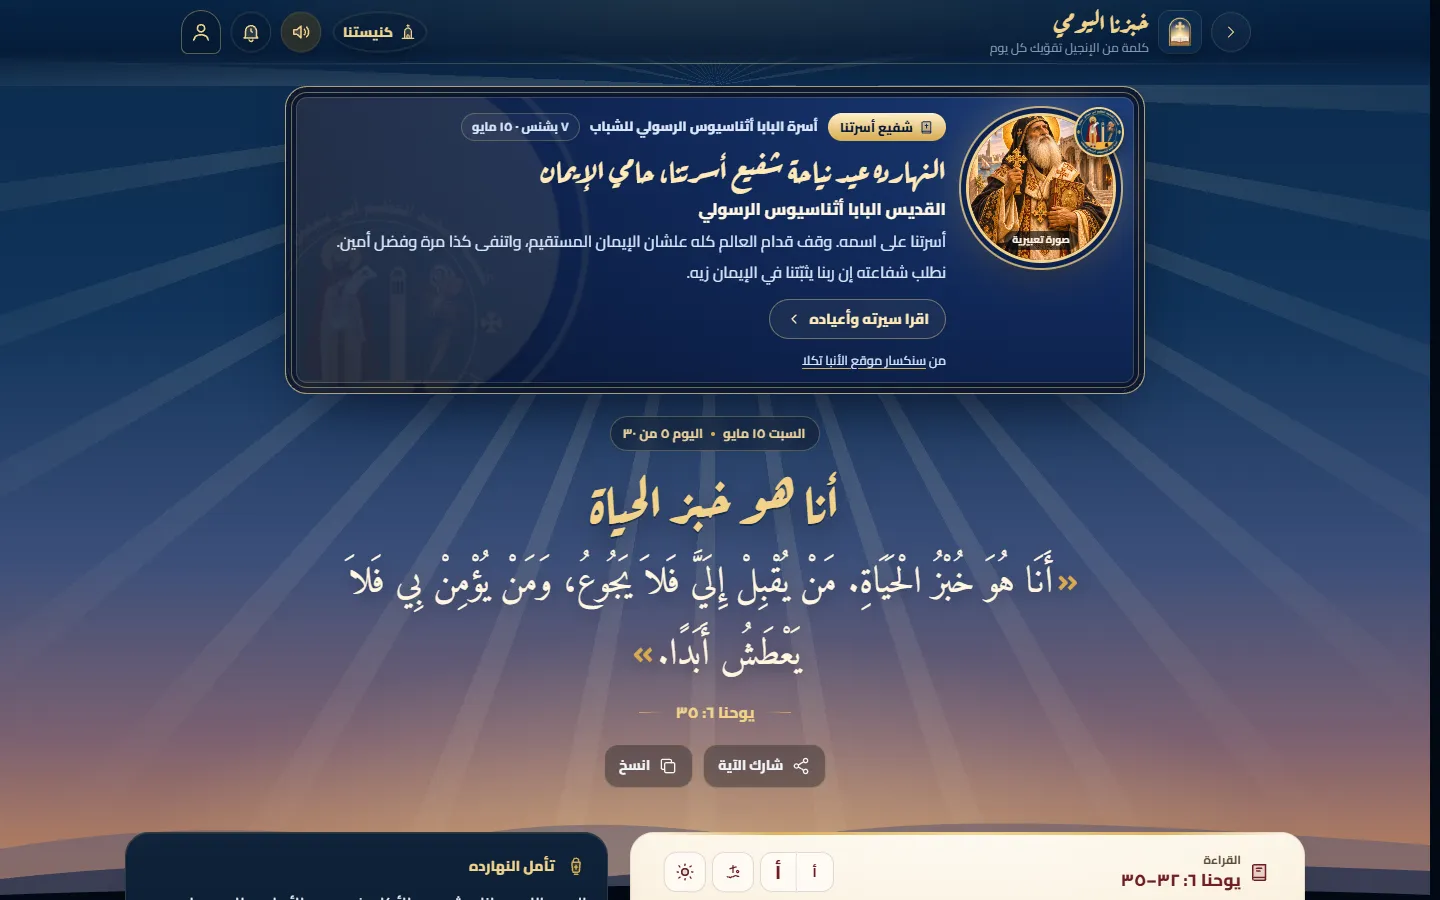 خبزنا اليومي
كلمة من الإنجيل تقوّيك كل يوم
كنيستنا
شفيع أسرتنا
أسرة البابا أثناسيوس الرسولي للشباب
٧ بشنس · ١٥ مايو
النهارده عيد نياحة شفيع أسرتنا، حامي الإيمان
القديس البابا أثناسيوس الرسولي
أسرتنا على اسمه. وقف قدام العالم كله علشان الإيمان المستقيم، واتنفى كذا مرة وفضل أمين.
نطلب شفاعته إن ربنا يثبّتنا في الإيمان زيه.
صورة تعبيرية
اقرا سيرته وأعياده
من سنكسار موقع الأنبا تكلا
السبت ١٥ مايو • اليوم ٥ من ٣٠
أنا هو خبز الحياة
«أَنَا هُوَ خُبْزُ الْحَيَاةِ. مَنْ يُقْبِلْ إِلَيَّ فَلاَ يَجُوعُ، وَمَنْ يُؤْمِنْ بِي فَلاَ
يَعْطَشُ أَبَدًا.»
يوحنا ٦: ٣٥
شارك الآية
انسخ
القراءة
يوحنا ٦: ٣٢–٣٥
أ
أ
تأمل النهارده